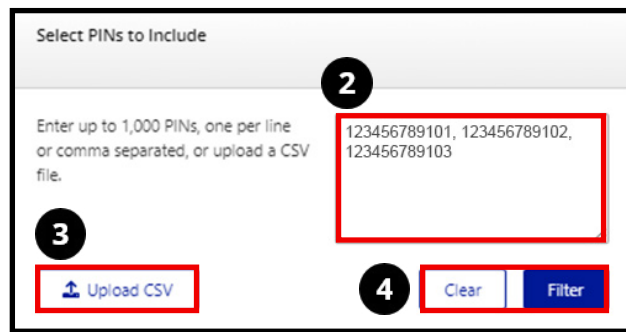 Select PINs to Include
2
Enter up to 1,000 PINs, one per line
or comma separated, or upload a CSV
file.
123456789101, 123456789102,
123456789103
3
Upload CSV
4
Clear
Filter